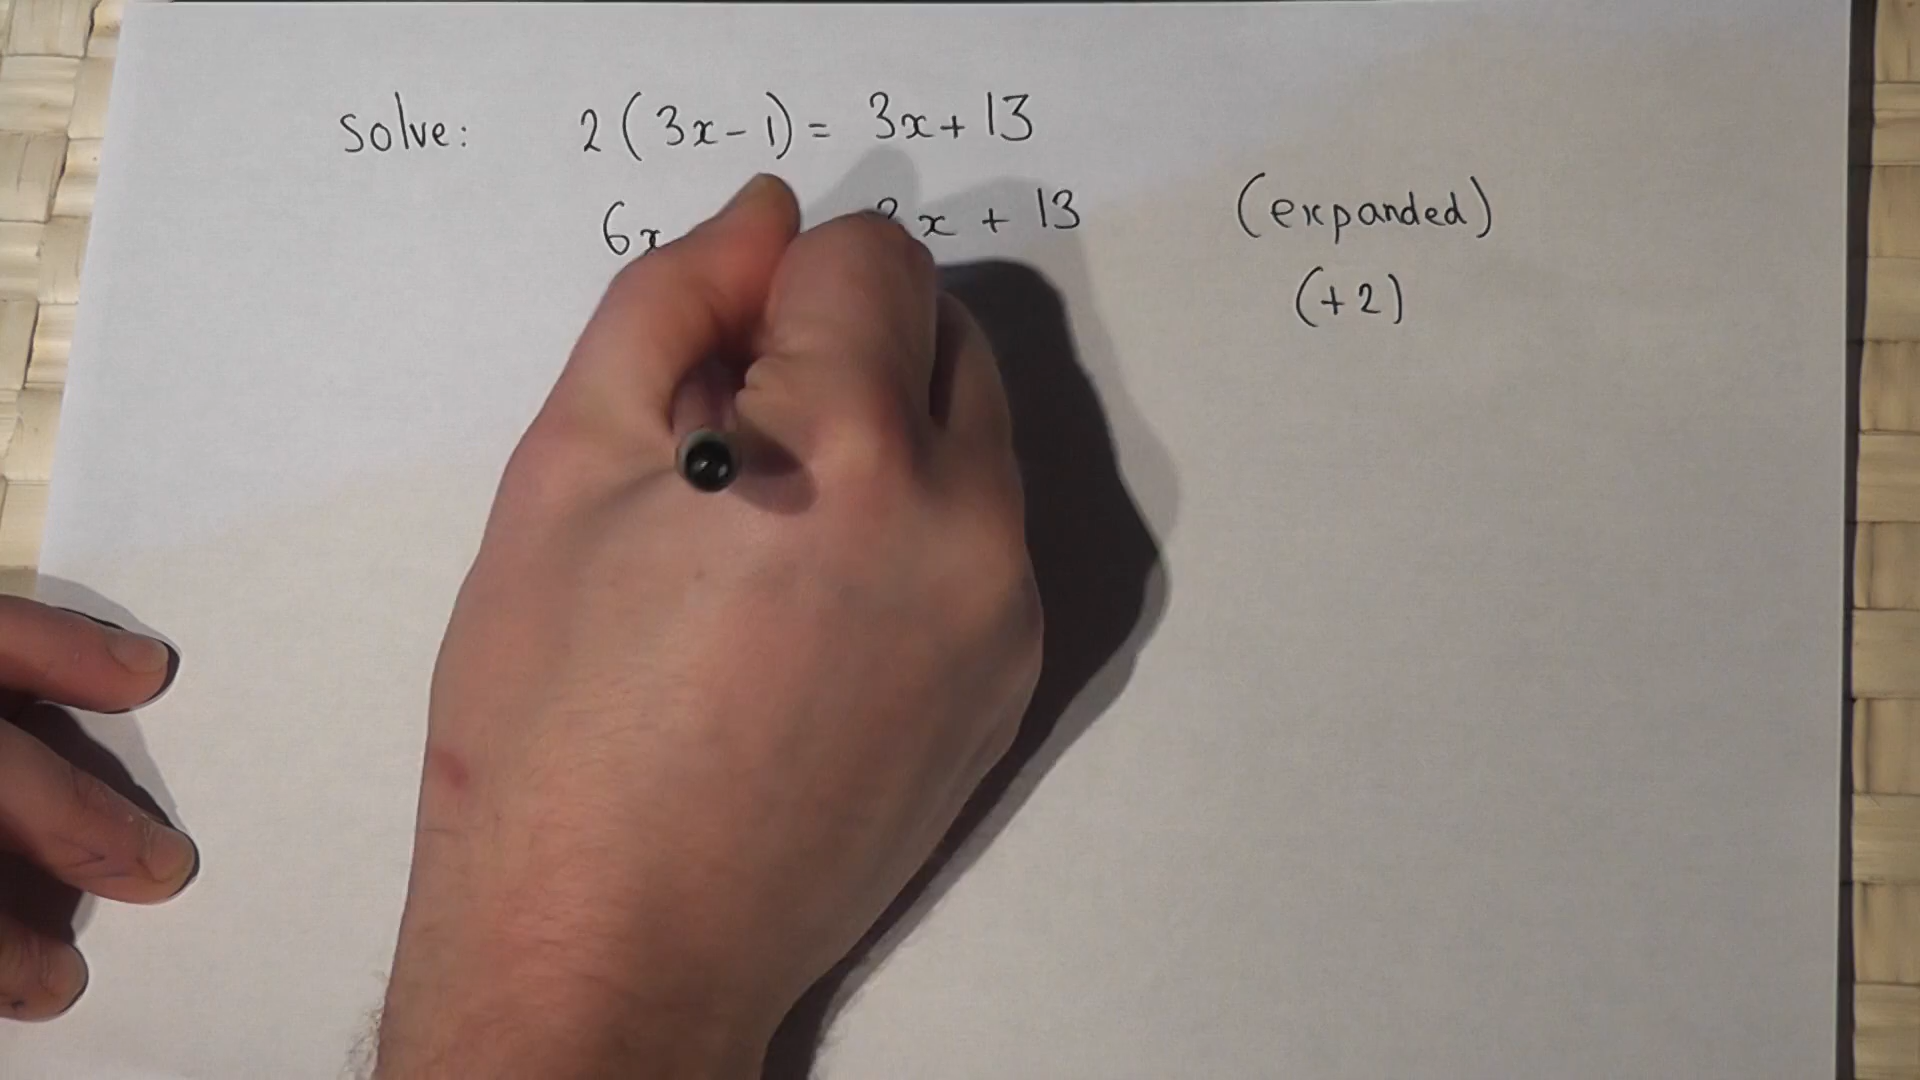 Solve: 2(3x-1) = 3x+13
6x x + 13 (expanded)
(+2)